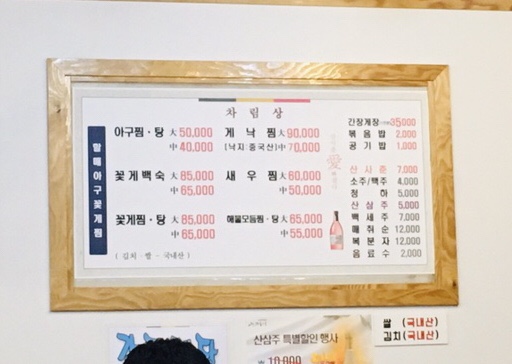 차림상
할매아구꽃게찜
아구찜·탕 大 50,000
中 40,000
꽃게백숙 大 85,000
中 65,000
꽃게찜·탕 大 85,000
中 65,000
(김치·쌀-국내산)
게낙찜 大 90,000
(낙지:중국산) 中 70,000
새우찜 大 60,000
中 50,000
해물모듬찜·탕 大 65,000
中 55,000
愛
간장게장 35,000
볶음밥 2,000
공기밥 1,000
산사춘 7,000
소주/맥주 4,000
청하 5,000
산삼주 5,000
백세주 7,000
매취순 12,000
복분자 12,000
음료수 2,000
산삼주 특별할인 행사
10,000
쌀 (국내산)
김치 (국내산)